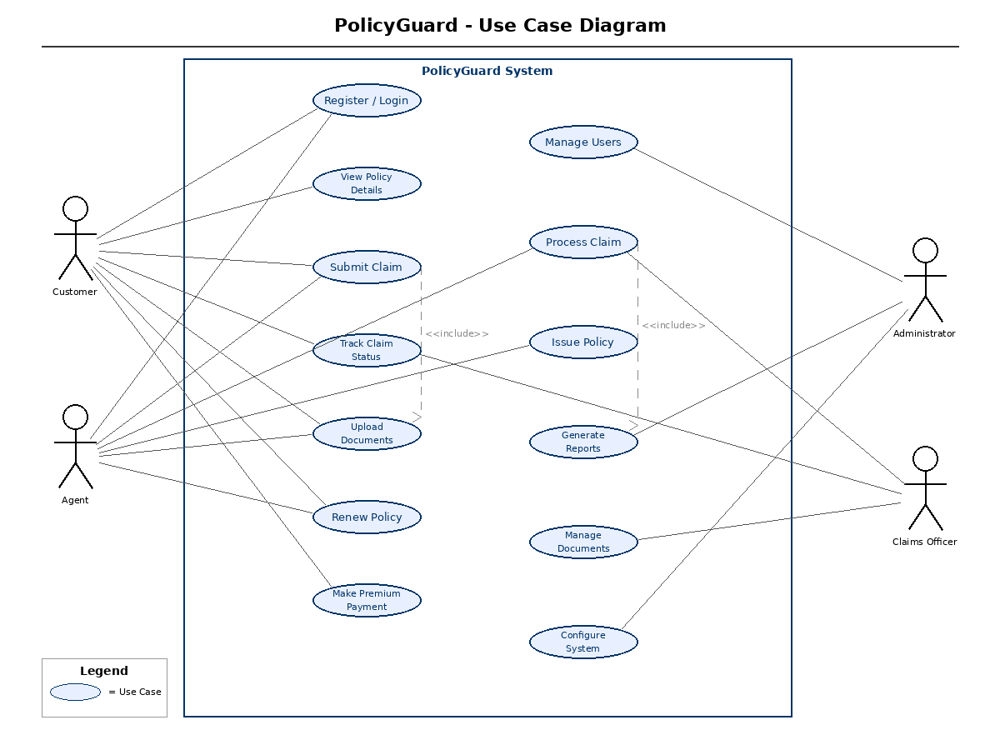 PolicyGuard - Use Case Diagram
PolicyGuard System
Register / Login
Manage Users
View Policy
Details
Customer
Submit Claim
Process Claim
Administrator
<<include>>
<<include>>
Track Claim
Status
Issue Policy
Agent
Upload
Documents
Generate
Reports
Claims Officer
Renew Policy
Manage
Documents
Make Premium
Payment
Configure
System
Legend
= Use Case